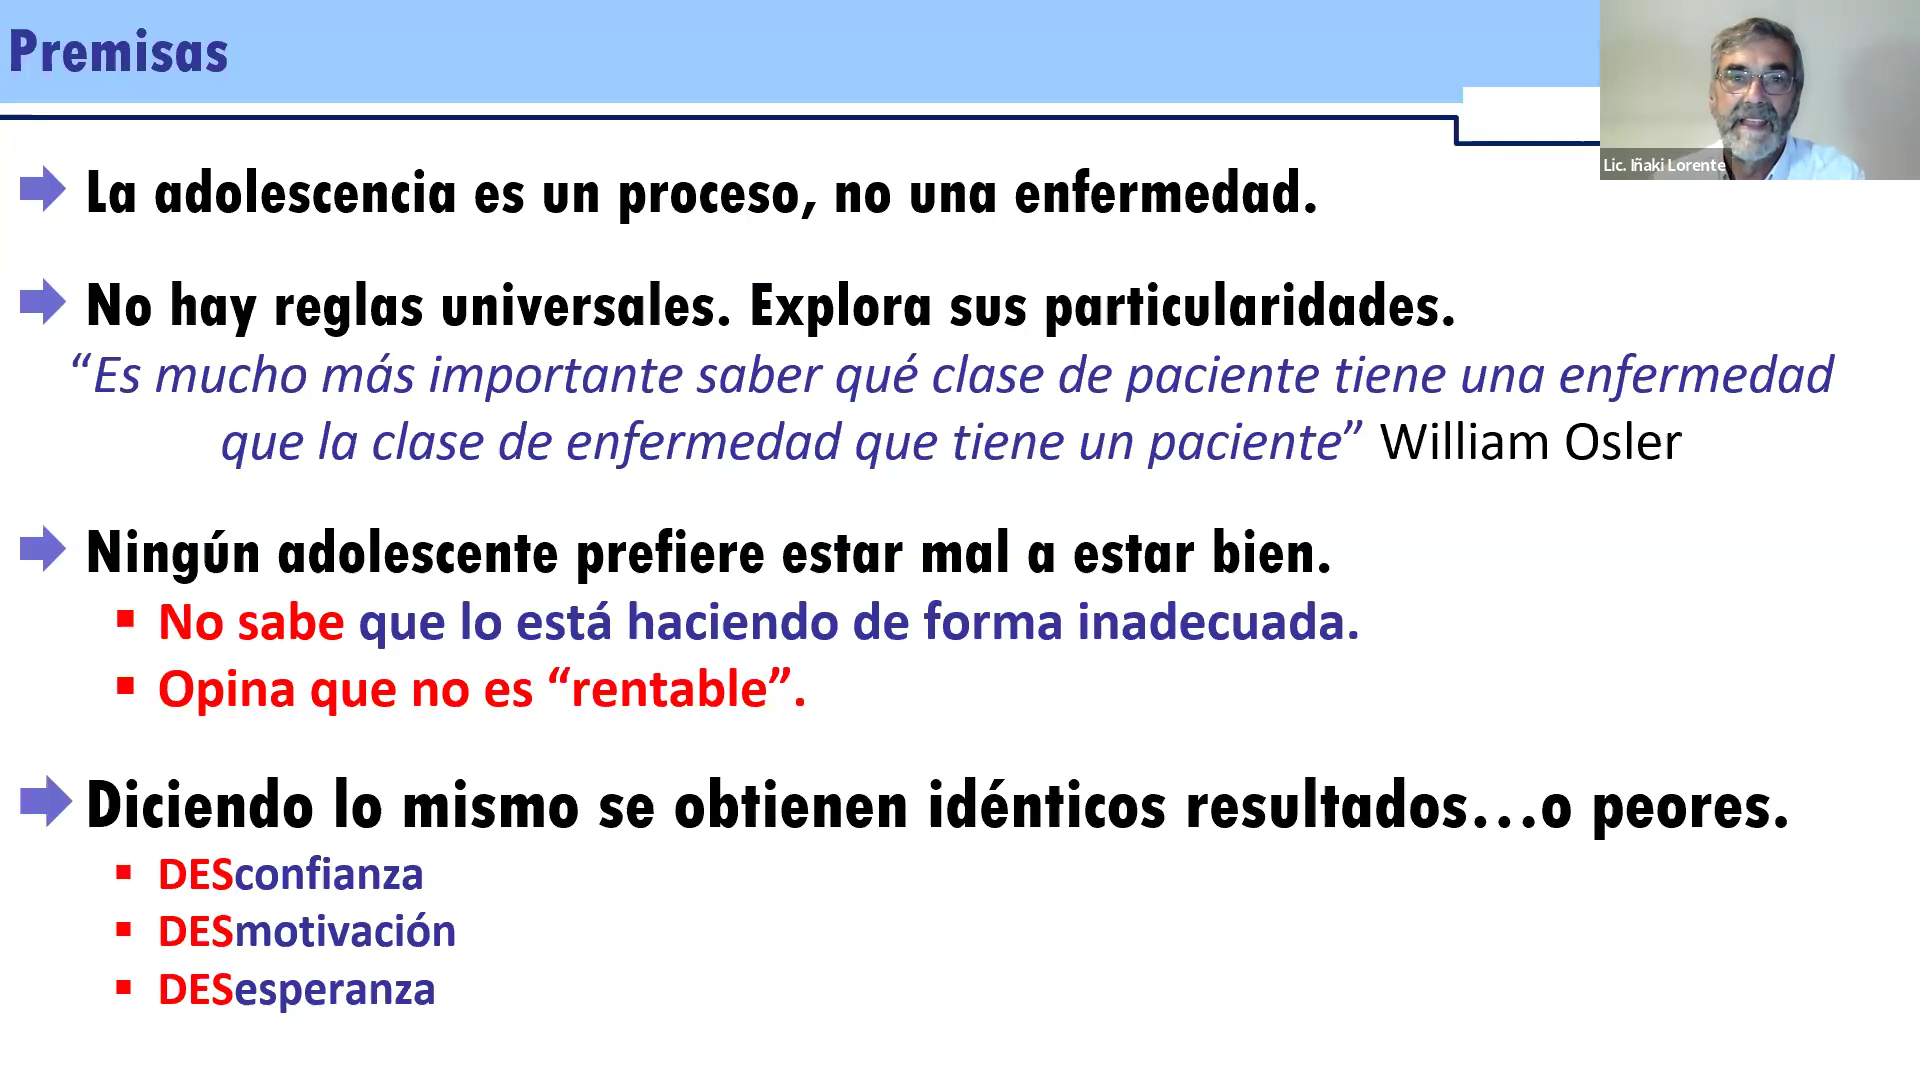 Premisas
Lic. Iñaki Lorente
La adolescencia es un proceso, no una enfermedad.
No hay reglas universales. Explora sus particularidades.
“Es mucho más importante saber qué clase de paciente tiene una enfermedad
que la clase de enfermedad que tiene un paciente” William Osler
Ningún adolescente prefiere estar mal a estar bien.
No sabe que lo está haciendo de forma inadecuada.
Opina que no es “rentable”.
Diciendo lo mismo se obtienen idénticos resultados…o peores.
DESconfianza
DESmotivación
DESesperanza